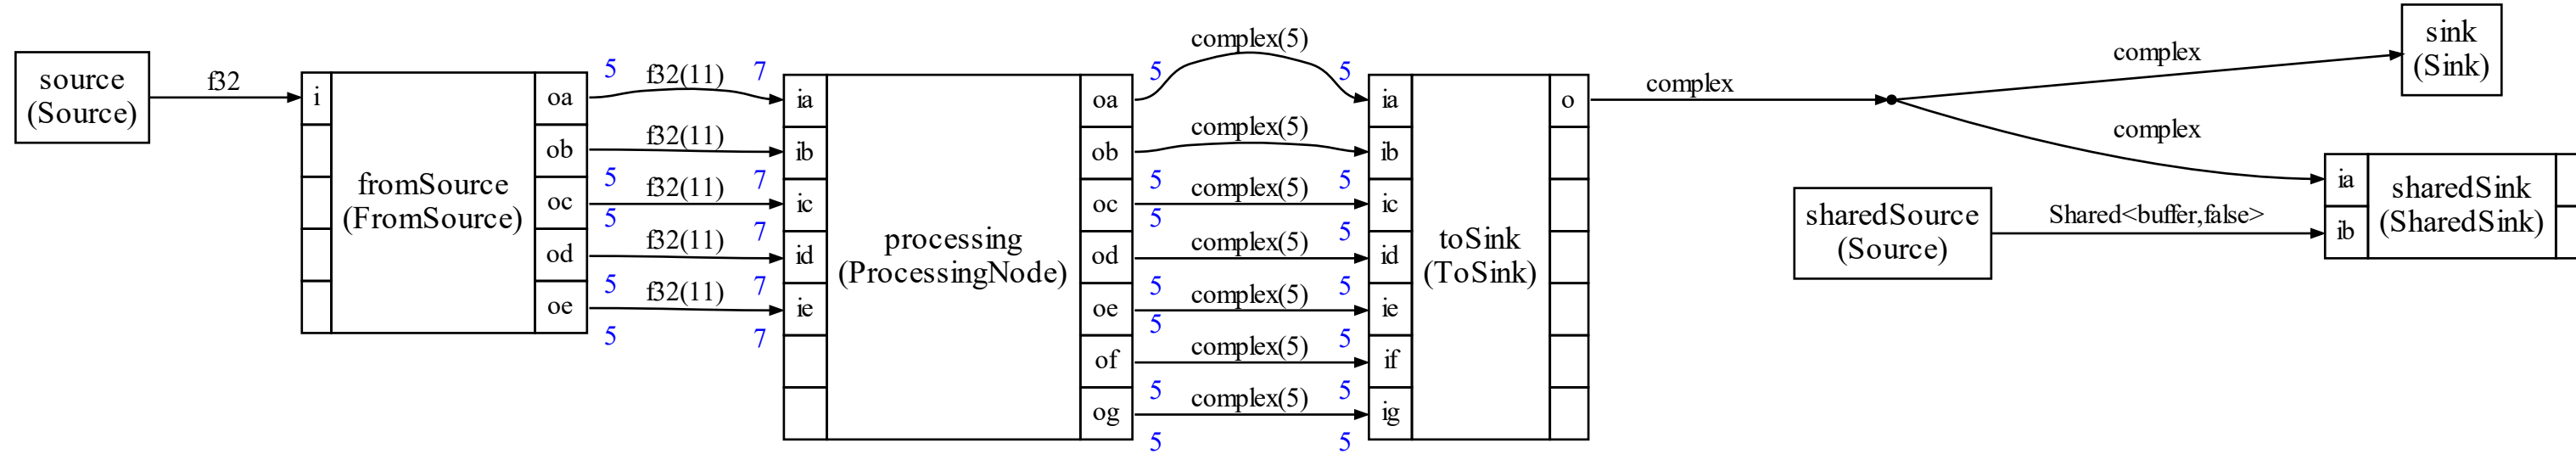 source
(Source)
f32
i
fromSource
(FromSource)
oa
ob
oc
od
oe
5
f32(11)
7
f32(11)
5
f32(11)
7
5
f32(11)
7
5
f32(11)
7
5
7
ia
ib
ic
id
ie
processing
(ProcessingNode)
oa
ob
oc
od
oe
of
og
complex(5)
5
5
complex(5)
5
complex(5)
5
5
complex(5)
5
5
complex(5)
5
5
complex(5)
5
complex(5)
5
5
5
ia
ib
ic
id
ie
if
ig
toSink
(ToSink)
o
complex
complex
complex
sink
(Sink)
sharedSource
(Source)
Shared<buffer,false>
ia
ib
sharedSink
(SharedSink)